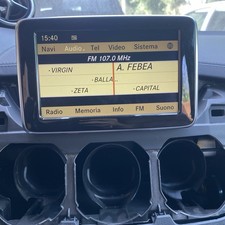 15:40
Navi Audio Tel Video Sistema
FM 107.0 MHz
-VIRGIN A. FEBEA
-BALLA
-ZETA -CAPITAL
Radio Memoria Info FM Suono